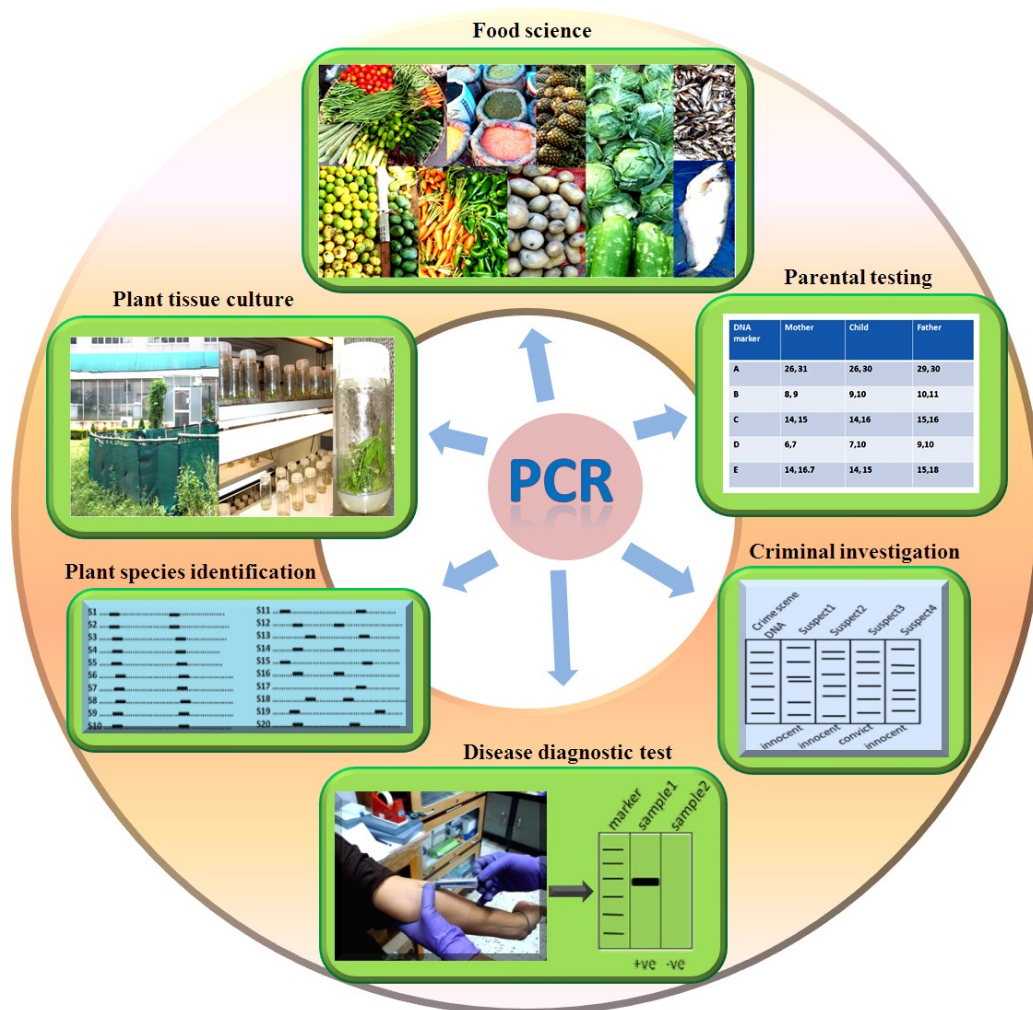 Food science
Plant tissue culture
Parental testing
DNA marker Mother Child Father
A 26, 31 26, 30 29, 30
B 8, 9 9,10 10,11
C 14,15 14,16 15,16
D 6,7 7,10 9,10
E 14, 16.7 14, 15 15,18
PCR
Plant species identification
S1
S2
S3
S4
S5
S6
S7
S8
S9
S10
S11
S12
S13
S14
S15
S16
S17
S18
S19
S20
Criminal investigation
Crime scene
DNA
Suspect1
Suspect2
Suspect3
Suspect4
innocent
innocent
convict
innocent
Disease diagnostic test
marker
sample1
sample2
+ve -ve